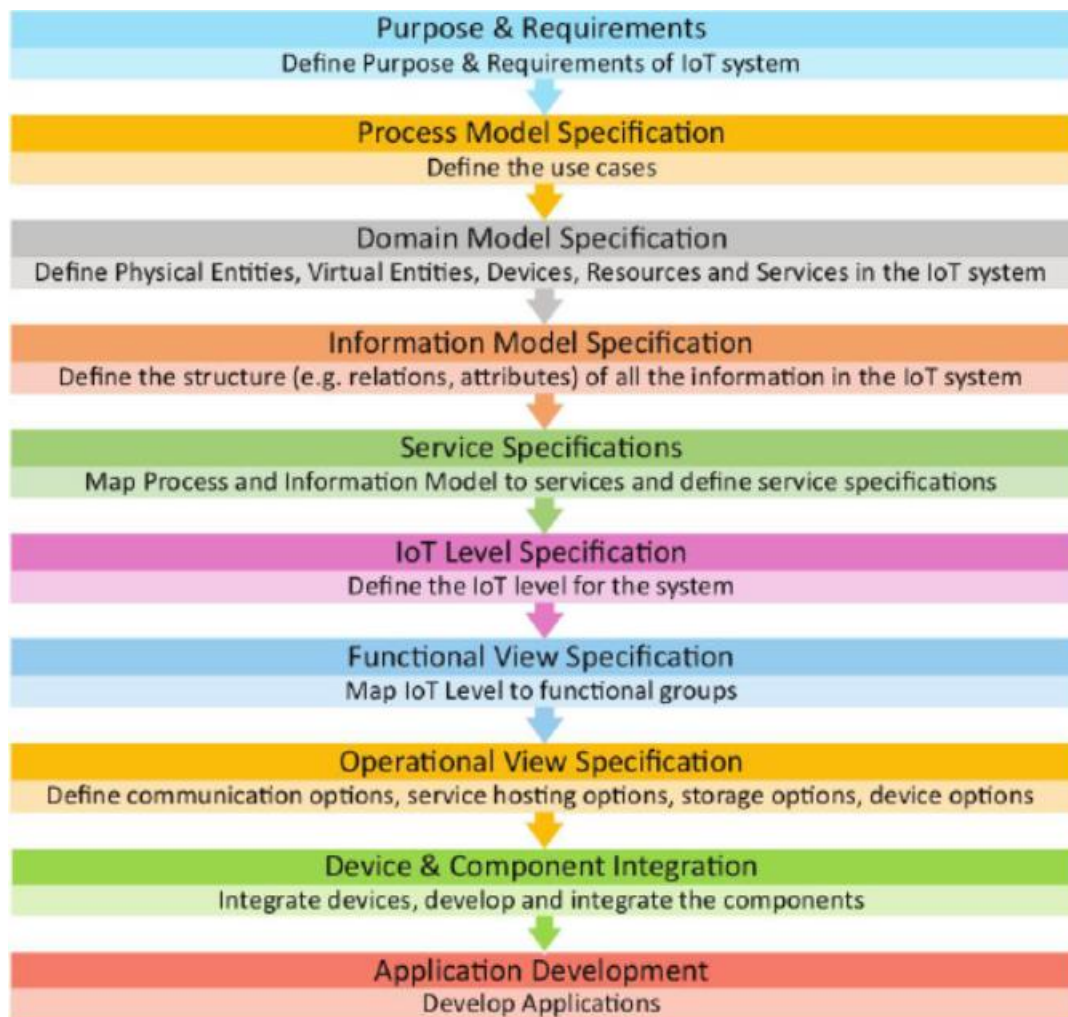 Purpose & Requirements
Define Purpose & Requirements of IoT system
Process Model Specification
Define the use cases
Domain Model Specification
Define Physical Entities, Virtual Entities, Devices, Resources and Services in the IoT system
Information Model Specification
Define the structure (e.g. relations, attributes) of all the information in the IoT system
Service Specifications
Map Process and Information Model to services and define service specifications
IoT Level Specification
Define the IoT level for the system
Functional View Specification
Map IoT Level to functional groups
Operational View Specification
Define communication options, service hosting options, storage options, device options
Device & Component Integration
Integrate devices, develop and integrate the components
Application Development
Develop Applications